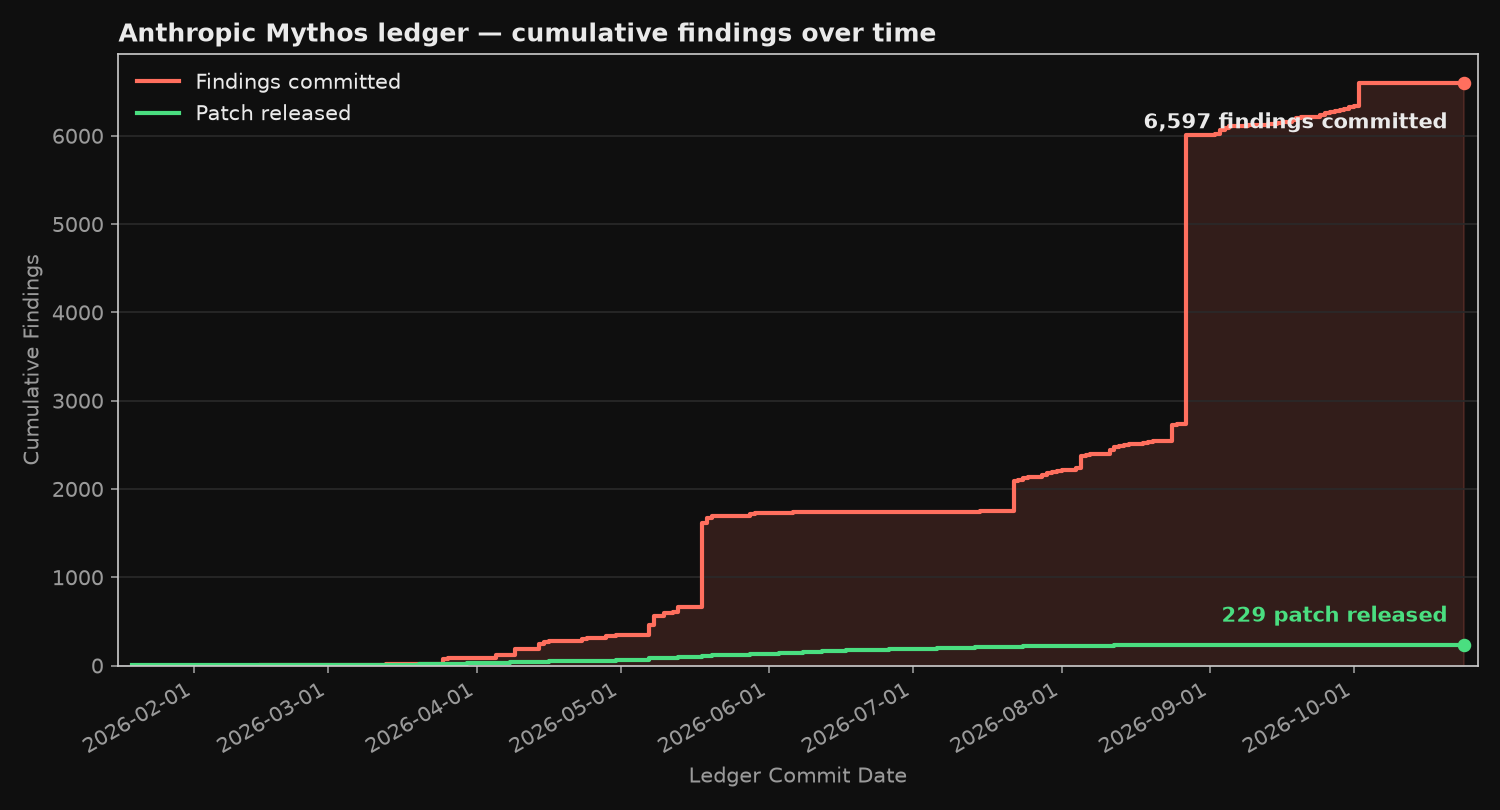 Anthropic Mythos ledger — cumulative findings over time
Findings committed
Patch released
6,597 findings committed
229 patch released
Cumulative Findings
6000
5000
4000
3000
2000
1000
0
2026-02-01
2026-03-01
2026-04-01
2026-05-01
2026-06-01
2026-07-01
2026-08-01
2026-09-01
2026-10-01
Ledger Commit Date